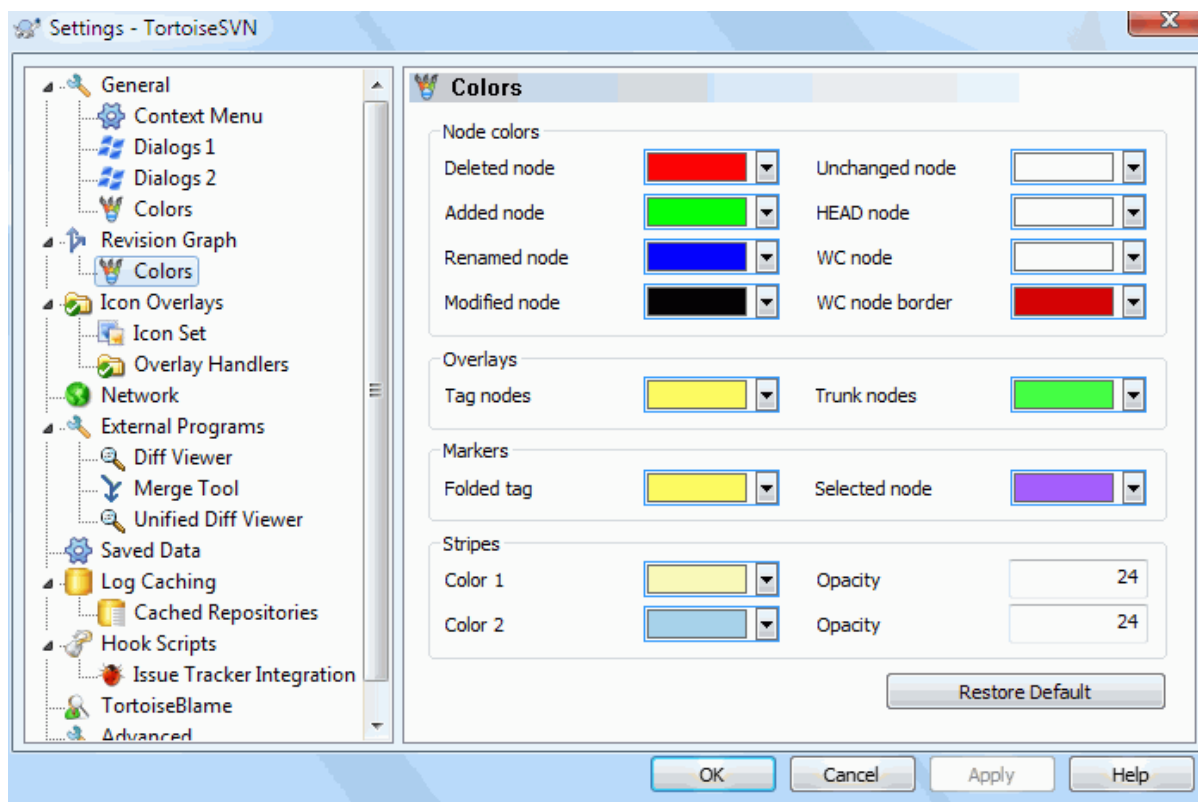 Settings - TortoiseSVN
General
Context Menu
Dialogs 1
Dialogs 2
Colors
Revision Graph
Colors
Icon Overlays
Icon Set
Overlay Handlers
Network
External Programs
Diff Viewer
Merge Tool
Unified Diff Viewer
Saved Data
Log Caching
Cached Repositories
Hook Scripts
Issue Tracker Integration
TortoiseBlame
Advanced
Colors
Node colors
Deleted node
Unchanged node
Added node
HEAD node
Renamed node
WC node
Modified node
WC node border
Overlays
Tag nodes
Trunk nodes
Markers
Folded tag
Selected node
Stripes
Color 1
Opacity 24
Color 2
Opacity 24
Restore Default
OK
Cancel
Apply
Help